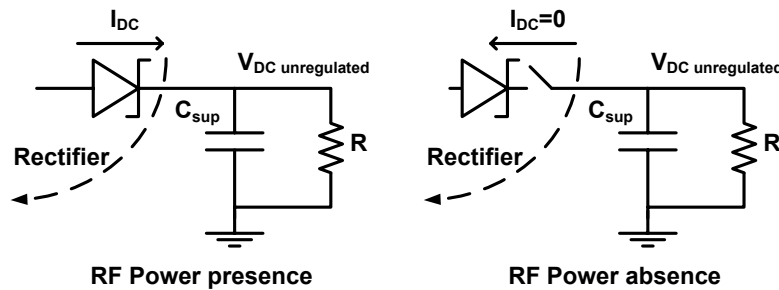 I_DC
V_DC unregulated
C_sup
R
Rectifier
RF Power presence
I_DC=0
V_DC unregulated
C_sup
R
Rectifier
RF Power absence